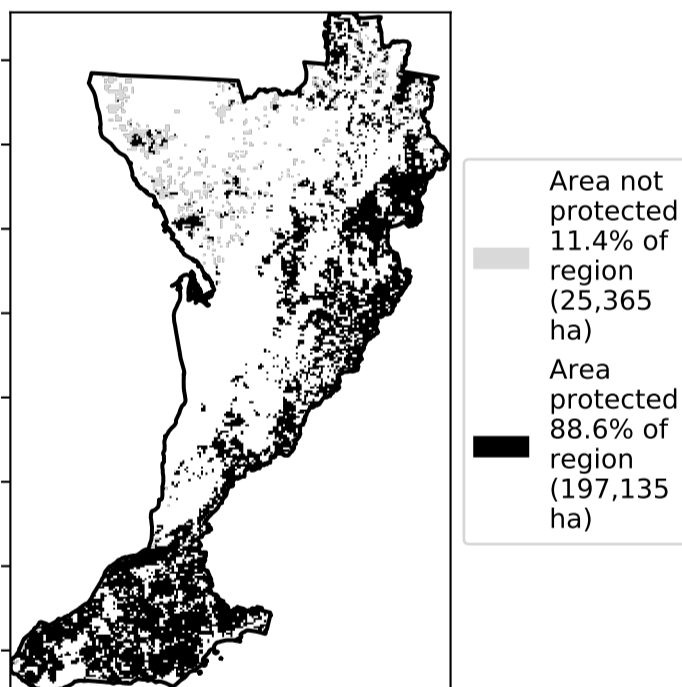 Area not
protected
11.4% of
region
(25,365
ha)
Area
protected
88.6% of
region
(197,135
ha)